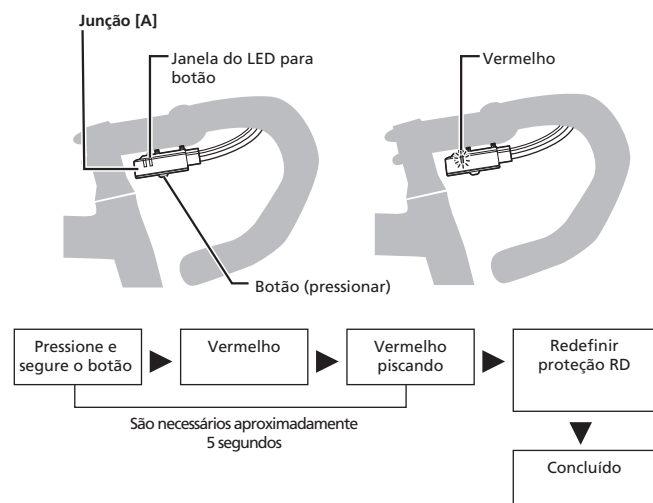 Junção [A]
Janela do LED para
botão
Vermelho
Botão (pressionar)
Pressione e
segure o botão
Vermelho
Vermelho
piscando
Redefinir
proteção RD
São necessários aproximadamente
5 segundos
Concluído